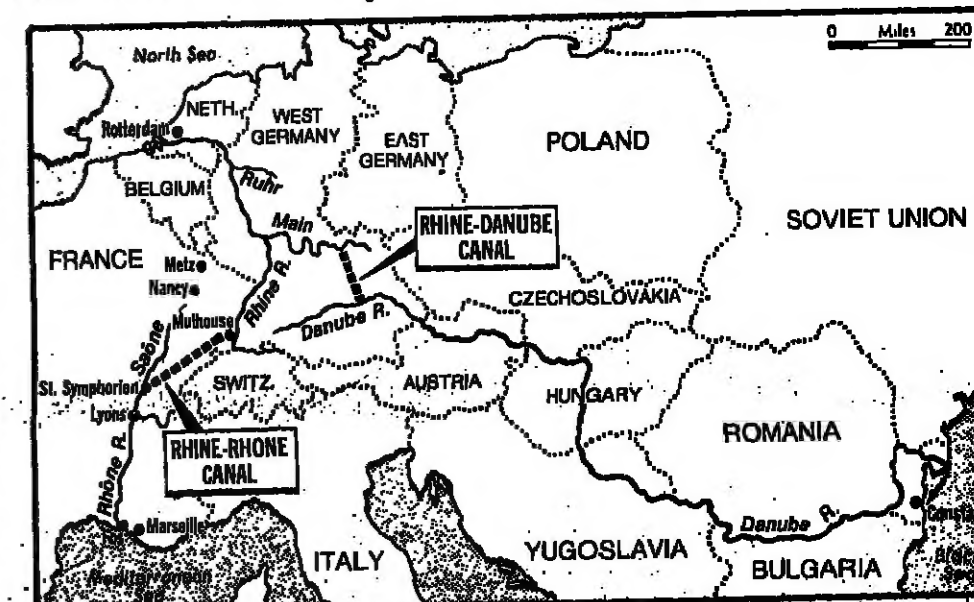 0 Miles 200
North Sea
NETH.
WEST
GERMANY
EAST
GERMANY
POLAND
Rotterdam
BELGIUM
Ruhr
Main
RHINE-DANUBE
CANAL
SOVIET UNION
FRANCE
Metz
Nancy
Rhine R.
CZECHOSLOVAKIA
Mulhouse
Danube R.
Saône
St. Symphorien
SWITZ.
AUSTRIA
HUNGARY
Lyons
ROMANIA
RHINE-RHONE
CANAL
Rhône R.
Marseille
Danube R.
Mediterranean
Sea
ITALY
YUGOSLAVIA
BULGARIA